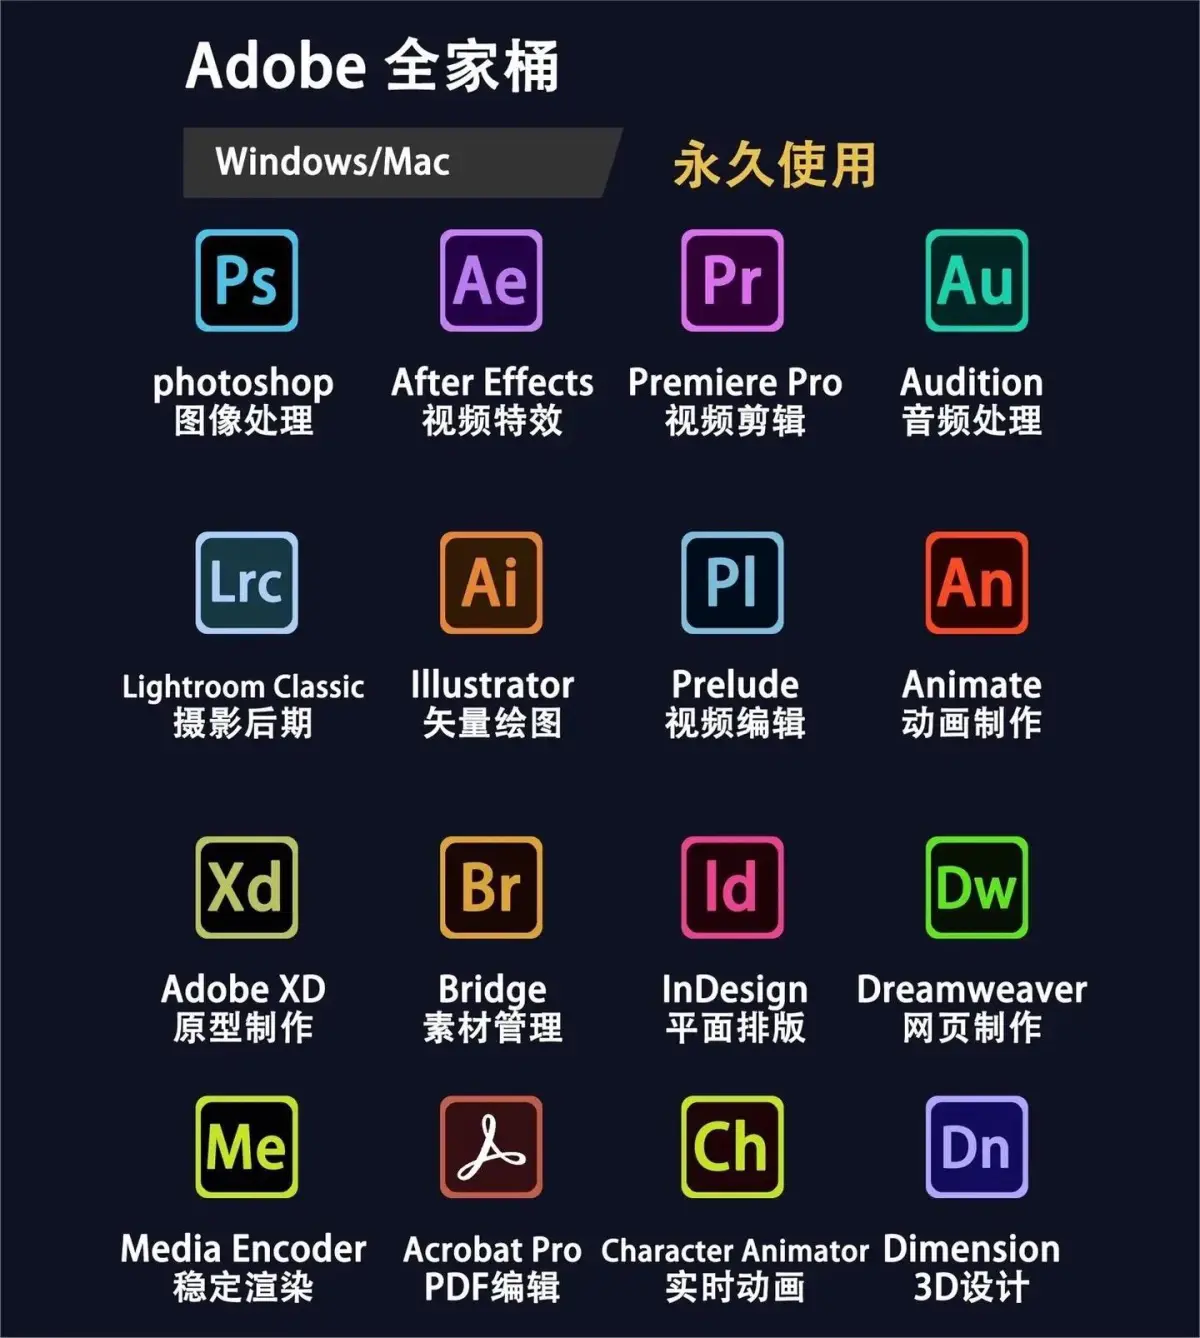 Adobe 全家桶
Windows/Mac 永久使用
Ps Ae Pr Au
photoshop After Effects Premiere Pro Audition
图像处理 视频特效 视频剪辑 音频处理
Lrc Ai Pl An
Lightroom Classic Illustrator Prelude Animate
摄影后期 矢量绘图 视频编辑 动画制作
Xd Br Id Dw
Adobe XD Bridge InDesign Dreamweaver
原型制作 素材管理 平面排版 网页制作
Me Ch Dn
Media Encoder Acrobat Pro Character Animator Dimension
稳定渲染 PDF编辑 实时动画 3D设计